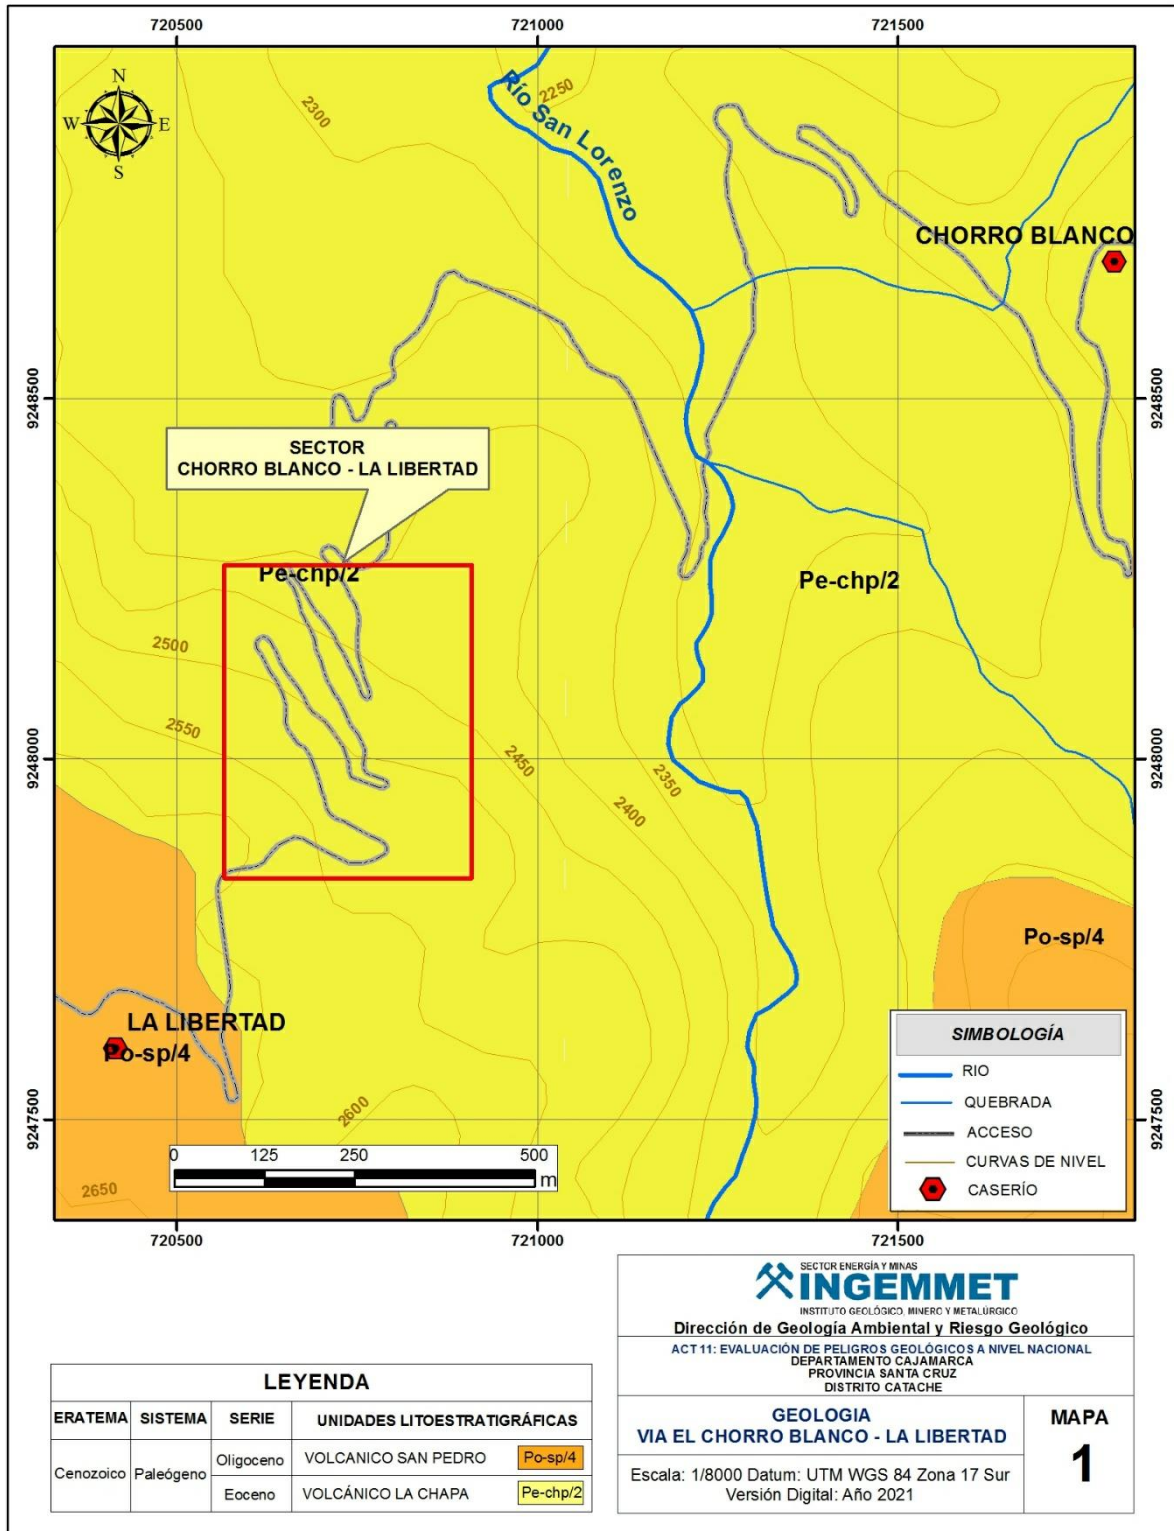 720500
721000
721500
N
W
E
S
2300
2250
Río San Lorenzo
CHORRO BLANCO
9248500
9248500
SECTOR
CHORRO BLANCO - LA LIBERTAD
Pe-chp/2
Pe-chp/2
2500
2550
2450
2350
2400
9248000
9248000
Po-sp/4
LA LIBERTAD
Po-sp/4
SIMBOLOGÍA
RIO
QUEBRADA
ACCESO
CURVAS DE NIVEL
CASERÍO
9247500
9247500
2600
0 125 250 500
m
2650
720500
721000
721500
SECTOR ENERGÍA Y MINAS
INGEMMET
INSTITUTO GEOLÓGICO, MINERO Y METALÚRGICO
Dirección de Geología Ambiental y Riesgo Geológico
ACT 11: EVALUACIÓN DE PELIGROS GEOLÓGICOS A NIVEL NACIONAL
DEPARTAMENTO CAJAMARCA
PROVINCIA SANTA CRUZ
DISTRITO CATACHE
GEOLOGIA
VIA EL CHORRO BLANCO - LA LIBERTAD
Escala: 1/8000 Datum: UTM WGS 84 Zona 17 Sur
Versión Digital: Año 2021
MAPA
1
LEYENDA
ERATEMA SISTEMA SERIE UNIDADES LITOESTRATIGRÁFICAS
Cenozoico Paleógeno
Oligoceno VOLCANICO SAN PEDRO Po-sp/4
Eoceno VOLCÁNICO LA CHAPA Pe-chp/2